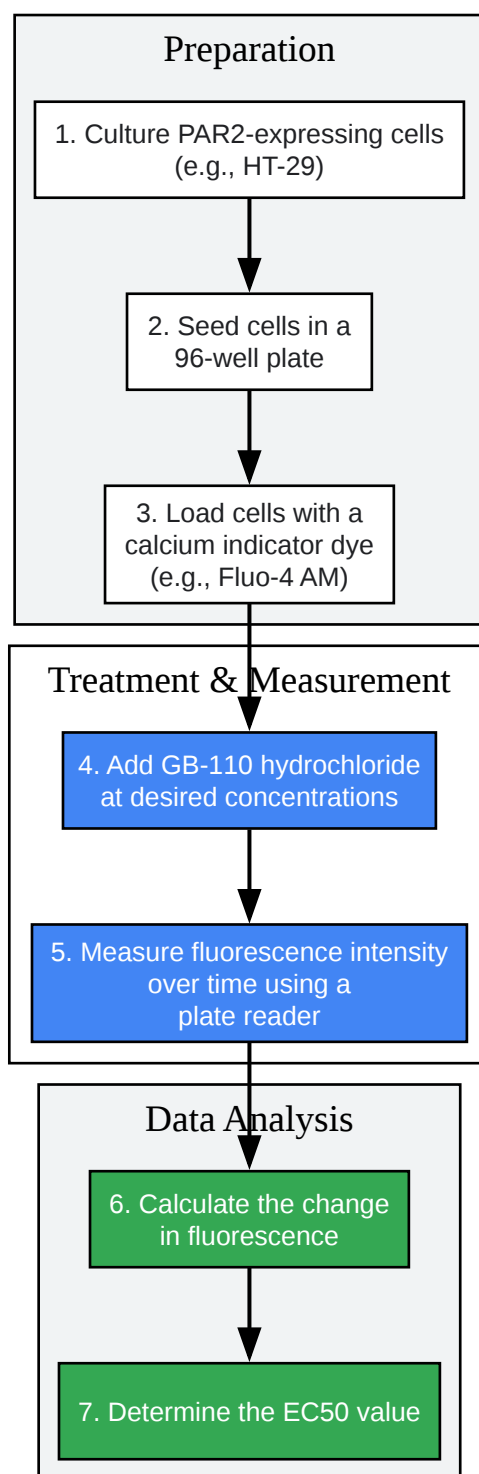 Preparation
1. Culture PAR2-expressing cells
(e.g., HT-29)
2. Seed cells in a
96-well plate
3. Load cells with a
calcium indicator dye
(e.g., Fluo-4 AM)
Treatment & Measurement
4. Add GB-110 hydrochloride
at desired concentrations
5. Measure fluorescence intensity
over time using a
plate reader
Data Analysis
6. Calculate the change
in fluorescence
7. Determine the EC50 value